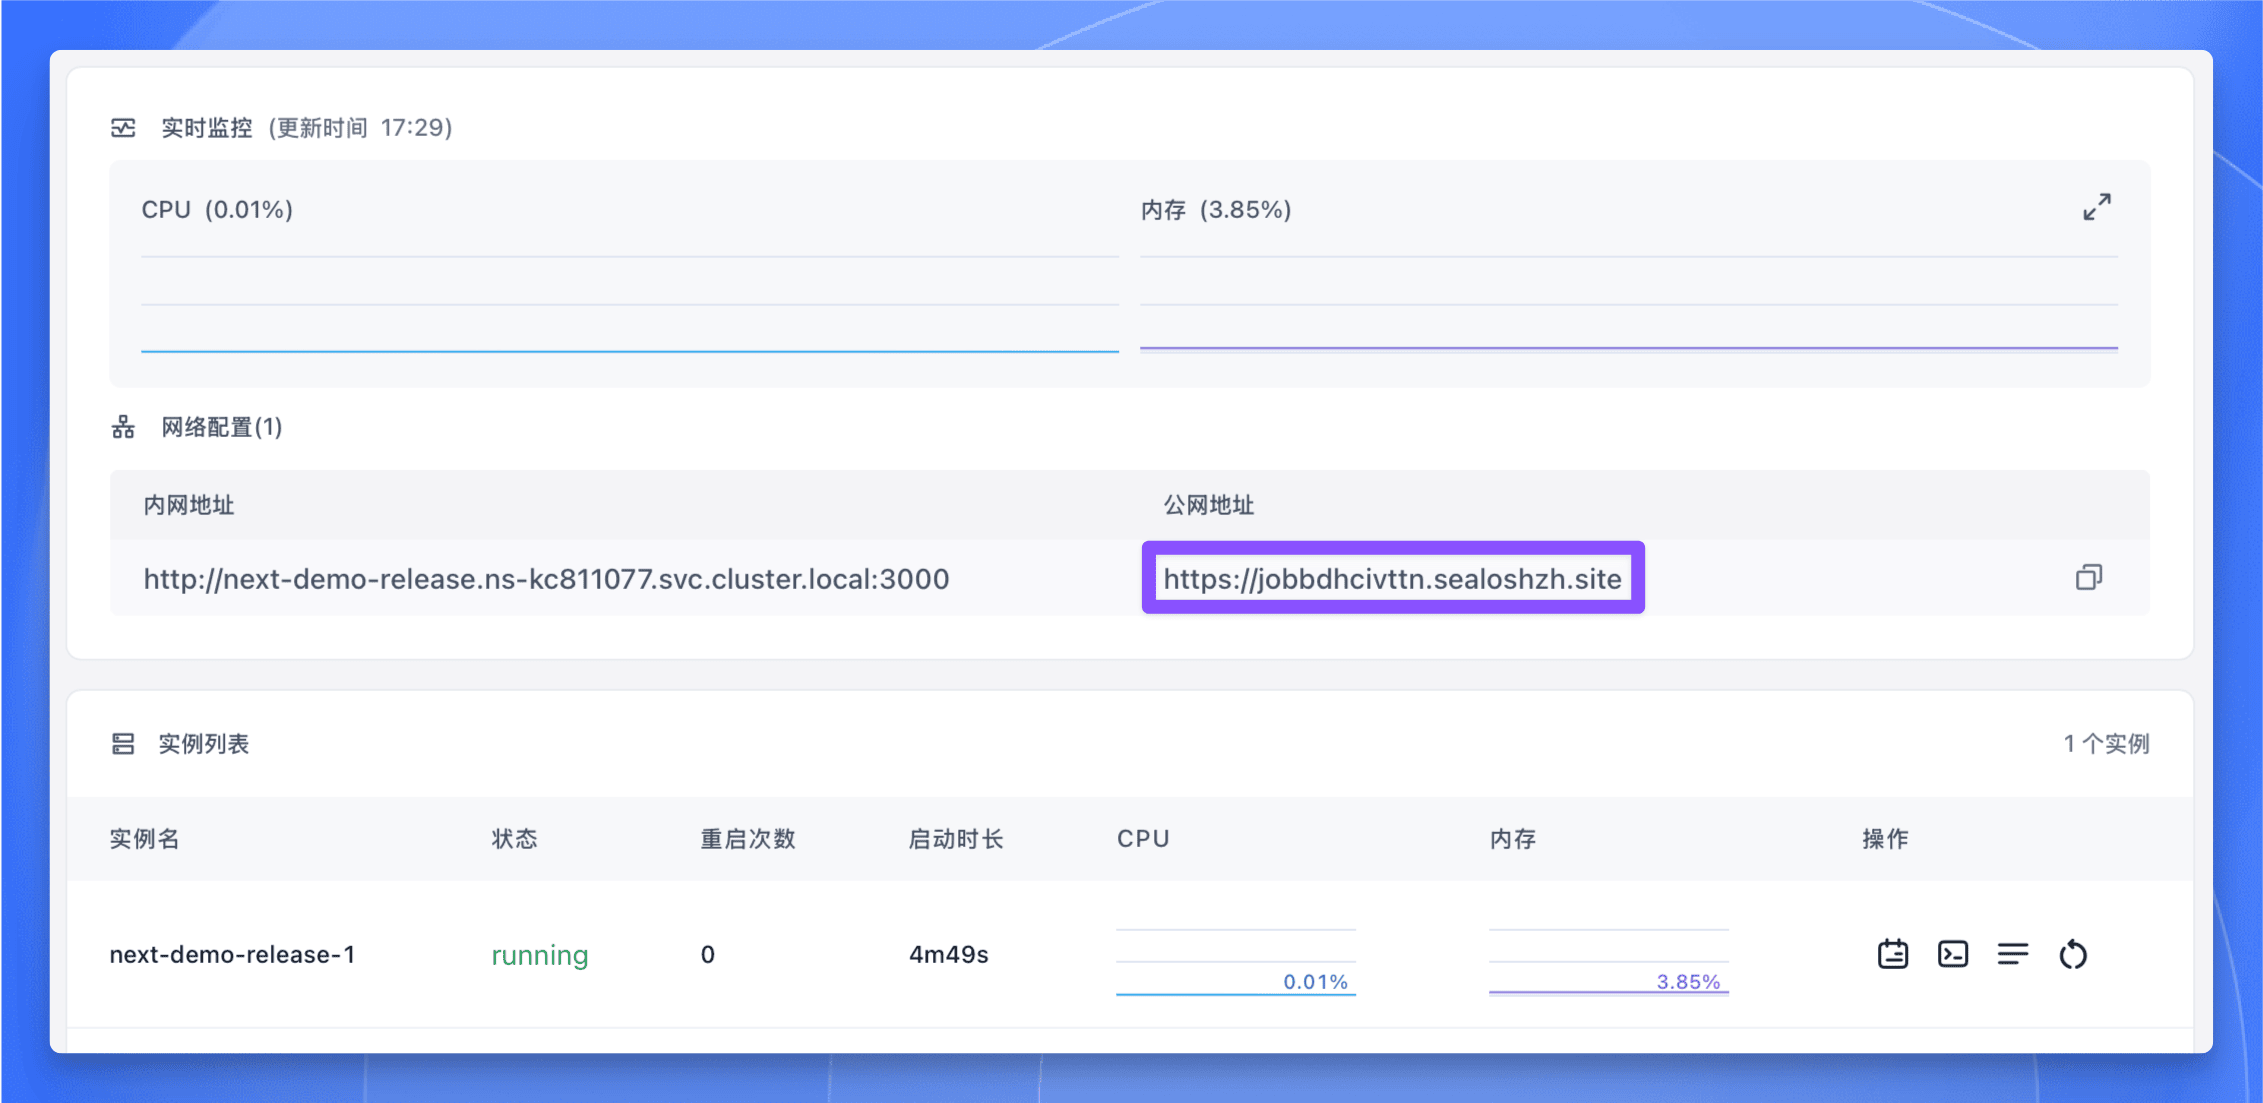 实时监控 (更新时间 17:29)
CPU (0.01%)
内存 (3.85%)
网络配置(1)
内网地址
公网地址
http://next-demo-release.ns-kc811077.svc.cluster.local:3000
https://jobbdhcivttn.sealoshzh.site
实例列表
1 个实例
实例名 状态 重启次数 启动时长 CPU 内存 操作
next-demo-release-1 running 0 4m49s 0.01% 3.85%